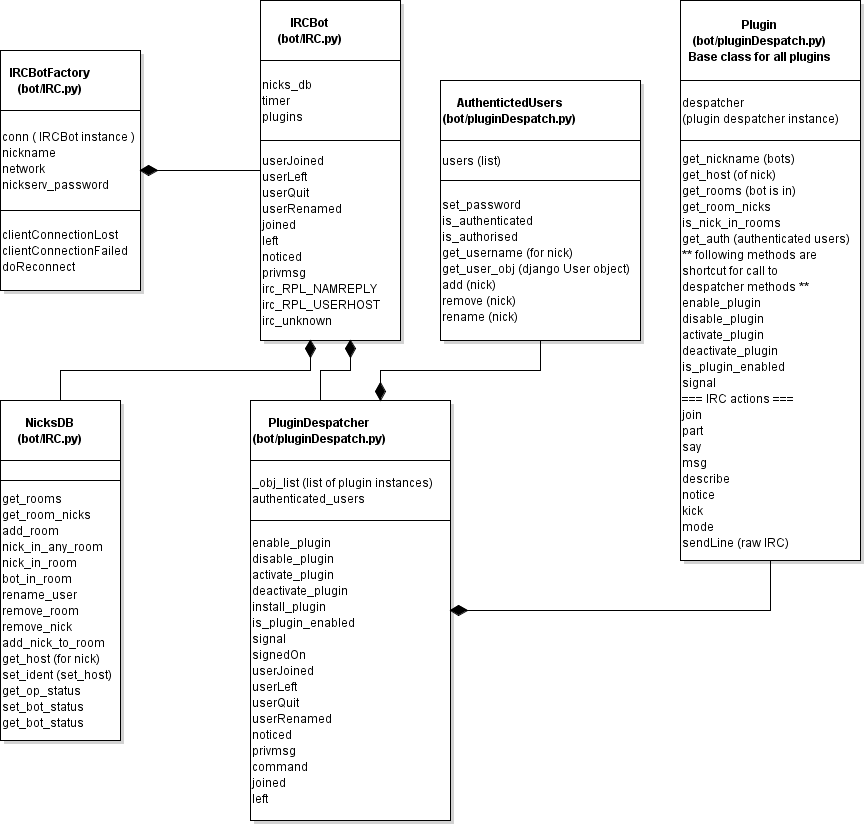 IRCBotFactory
(bot/IRC.py)
conn ( IRCBot instance )
nickname
network
nickserv_password
clientConnectionLost
clientConnectionFailed
doReconnect
IRCBot
(bot/IRC.py)
nicks_db
timer
plugins
userJoined
userLeft
userQuit
userRenamed
joined
left
noticed
privmsg
irc_RPL_NAMREPLY
irc_RPL_USERHOST
irc_unknown
AuthentictedUsers
(bot/pluginDespatch.py)
users (list)
set_password
is_authenticated
is_authorised
get_username (for nick)
get_user_obj (django User object)
add (nick)
remove (nick)
rename (nick)
Plugin
(bot/pluginDespatch.py)
Base class for all plugins
despatcher
(plugin despatcher instance)
get_nickname (bots)
get_host (of nick)
get_rooms (bot is in)
get_room_nicks
is_nick_in_rooms
get_auth (authenticated users)
** following methods are
shortcut for call to
despatcher methods **
enable_plugin
disable_plugin
activate_plugin
deactivate_plugin
is_plugin_enabled
signal
=== IRC actions ===
join
part
say
msg
describe
notice
kick
mode
sendLine (raw IRC)
NicksDB
(bot/IRC.py)
get_rooms
get_room_nicks
add_room
nick_in_any_room
nick_in_room
bot_in_room
rename_user
remove_room
remove_nick
add_nick_to_room
get_host (for nick)
set_ident (set_host)
get_op_status
set_bot_status
get_bot_status
PluginDespatcher
(bot/pluginDespatch.py)
_obj_list (list of plugin instances)
authenticated_users
enable_plugin
disable_plugin
activate_plugin
deactivate_plugin
install_plugin
is_plugin_enabled
signal
signedOn
userJoined
userLeft
userQuit
userRenamed
noticed
privmsg
command
joined
left